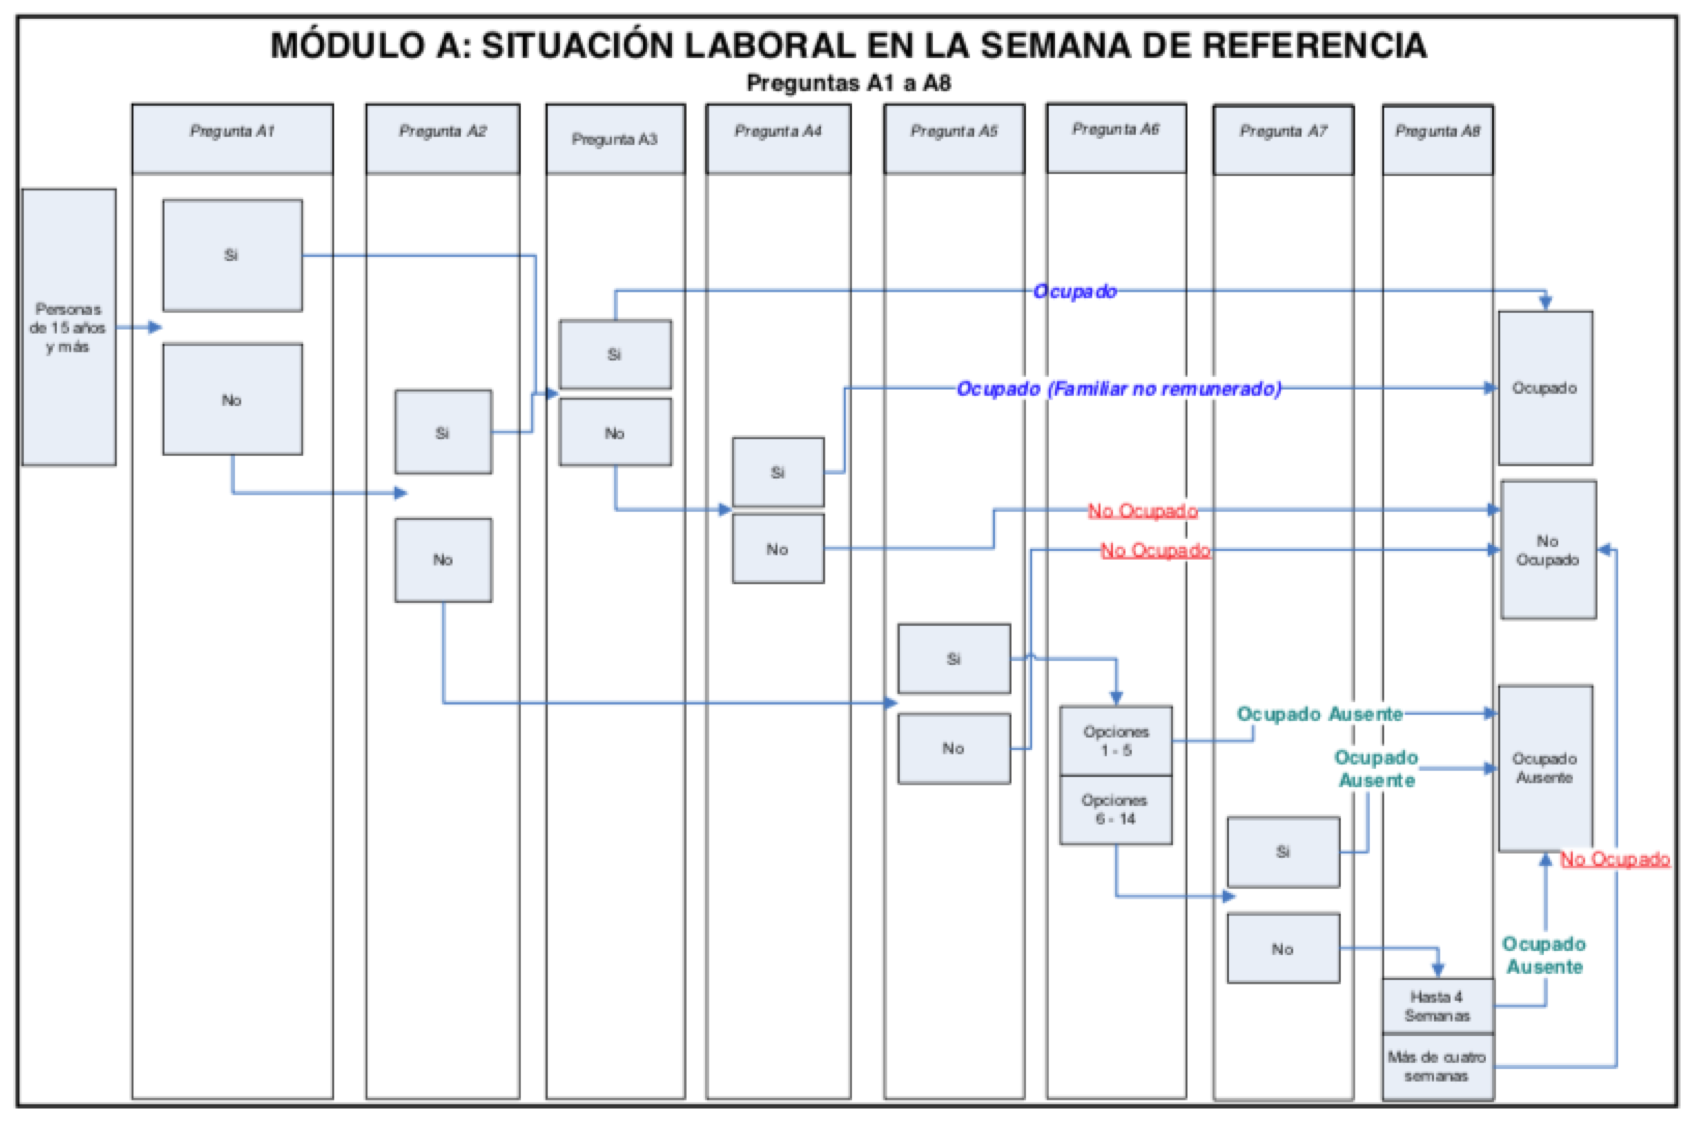 MÓDULO A: SITUACIÓN LABORAL EN LA SEMANA DE REFERENCIA
Preguntas A1 a A8
Pregunta A1
Pregunta A2
Pregunta A3
Pregunta A4
Pregunta A5
Pregunta A6
Pregunta A7
Pregunta A8
Personas
de 15 años
y más
Si
No
Si
No
Si
No
Si
No
Si
No
Opciones
1 - 5
Opciones
6 - 14
Si
No
Hasta 4
Semanas
Más de cuatro
semanas
Ocupado
Ocupado (Familiar no remunerado)
No Ocupado
No Ocupado
Ocupado Ausente
Ocupado
Ausente
Ocupado
Ausente
No Ocupado
Ocupado
No
Ocupado
Ocupado
Ausente